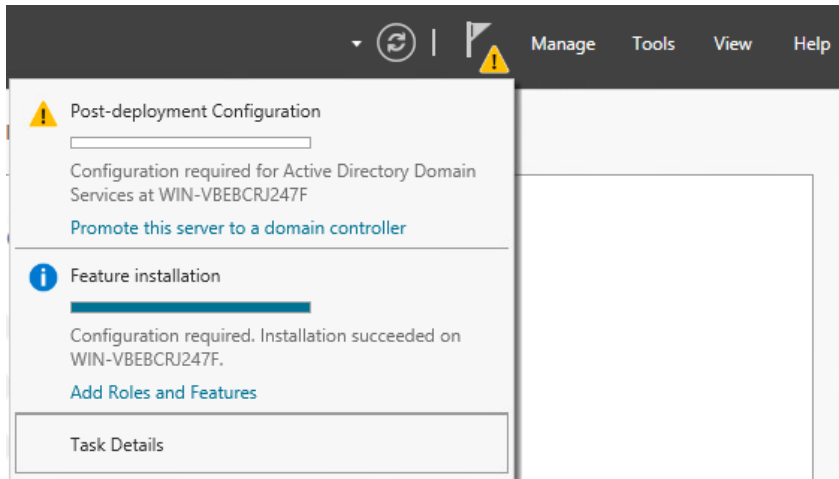 Manage Tools View Help
Post-deployment Configuration
Configuration required for Active Directory Domain
Services at WIN-VBEBCRJ247F
Promote this server to a domain controller
Feature installation
Configuration required. Installation succeeded on
WIN-VBEBCRJ247F.
Add Roles and Features
Task Details